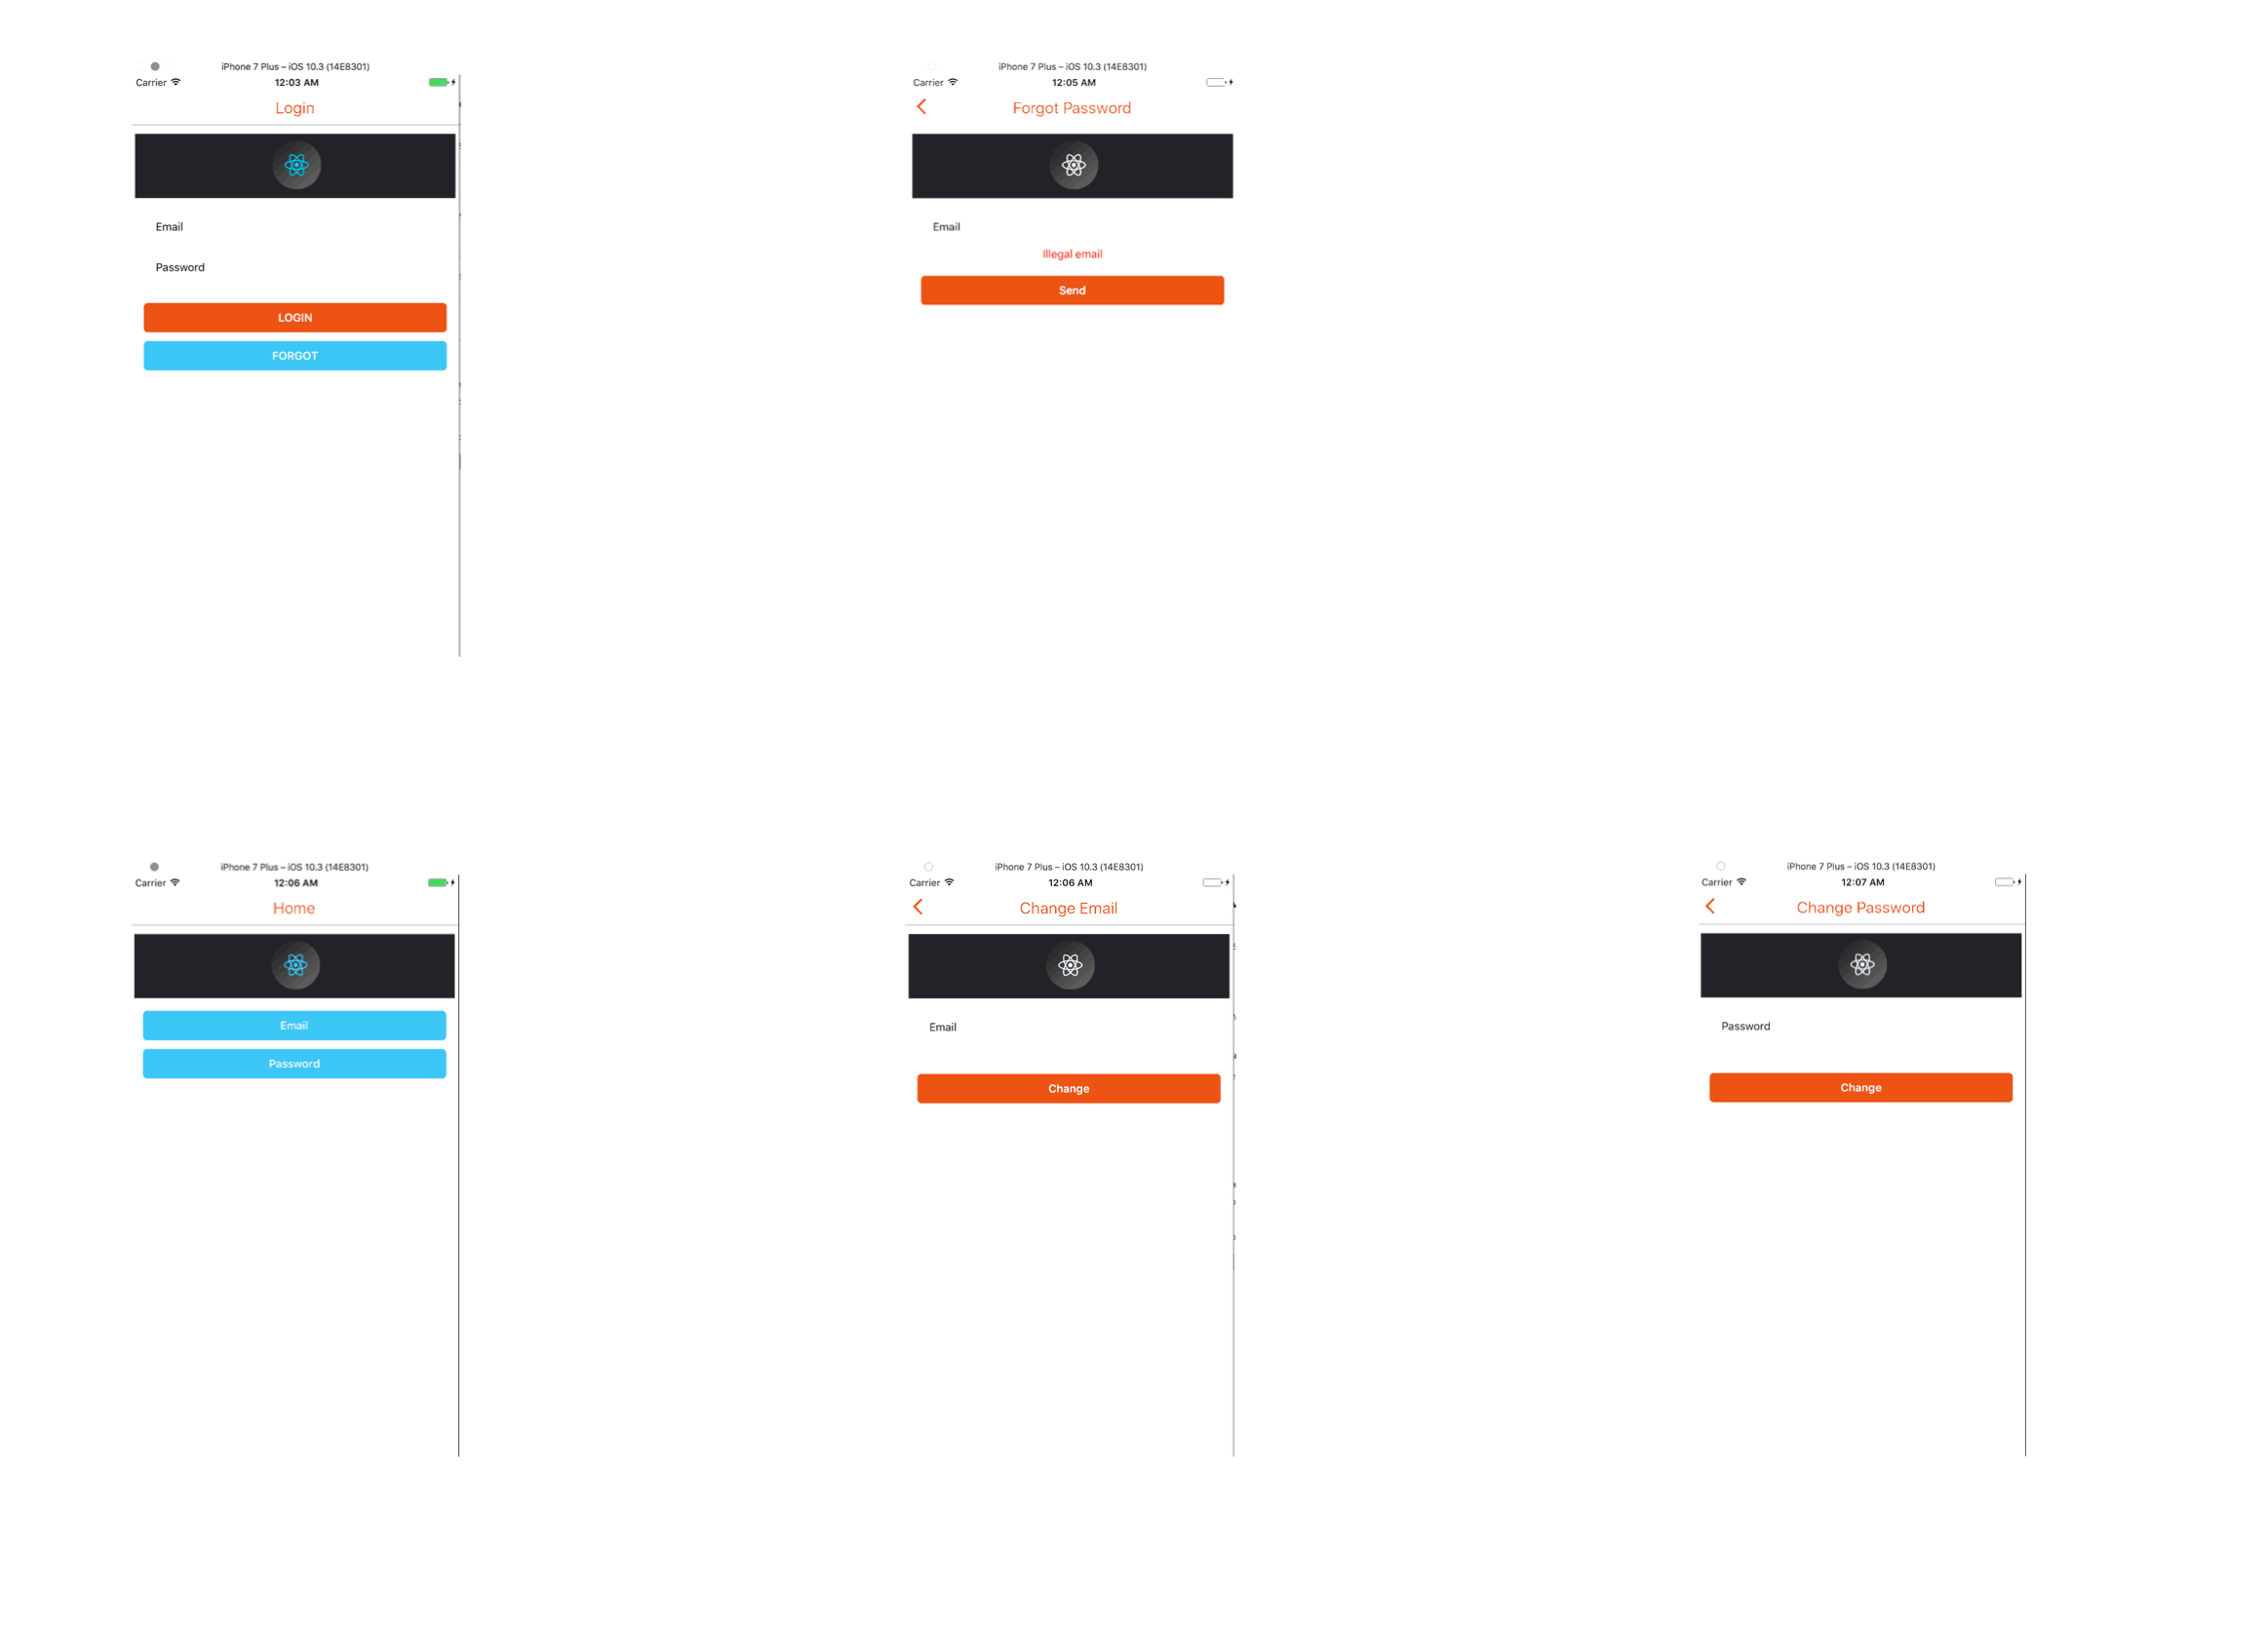 iPhone 7 Plus – iOS 10.3 (14E8301)
Carrier 12:03 AM
Login
Email
Password
LOGIN
FORGOT
iPhone 7 Plus – iOS 10.3 (14E8301)
Carrier 12:05 AM
Forgot Password
Email
Illegal email
Send
iPhone 7 Plus – iOS 10.3 (14E8301)
Carrier 12:06 AM
Home
Email
Password
iPhone 7 Plus – iOS 10.3 (14E8301)
Carrier 12:06 AM
Change Email
Email
Change
iPhone 7 Plus – iOS 10.3 (14E8301)
Carrier 12:07 AM
Change Password
Password
Change